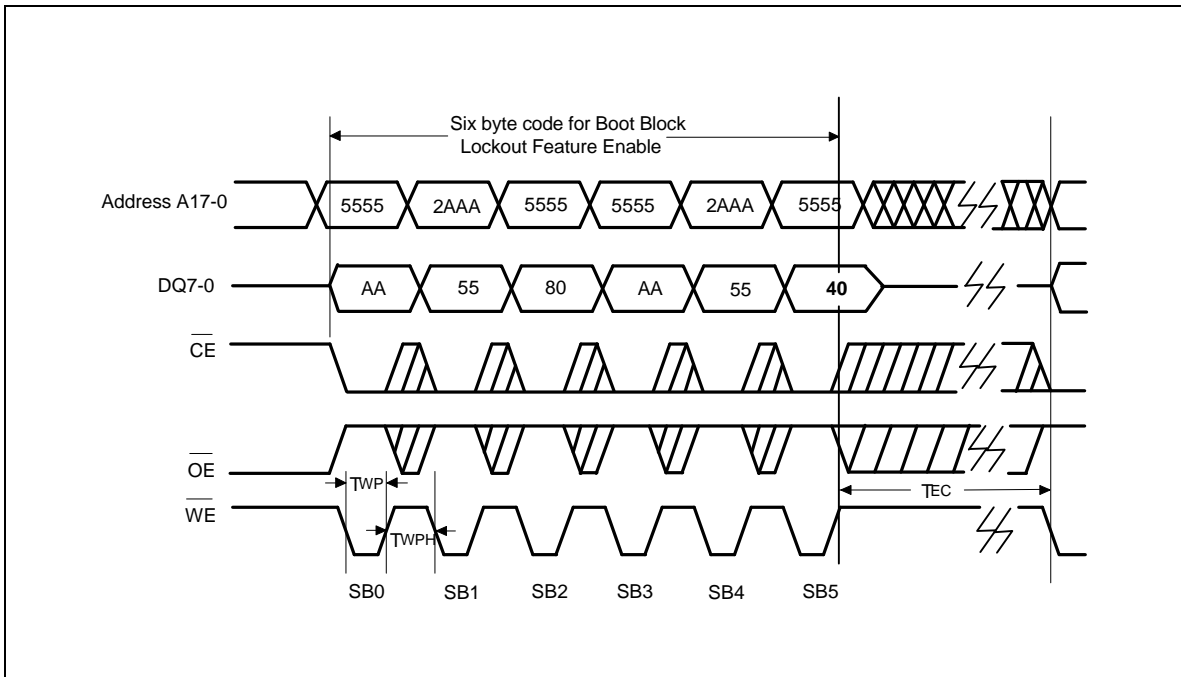 Six byte code for Boot Block
Lockout Feature Enable
Address A17-0
5555 2AAA 5555 5555 2AAA 5555
DQ7-0
AA 55 80 AA 55 40
CE
OE
TWP
TEC
WE
TWPH
SB0 SB1 SB2 SB3 SB4 SB5